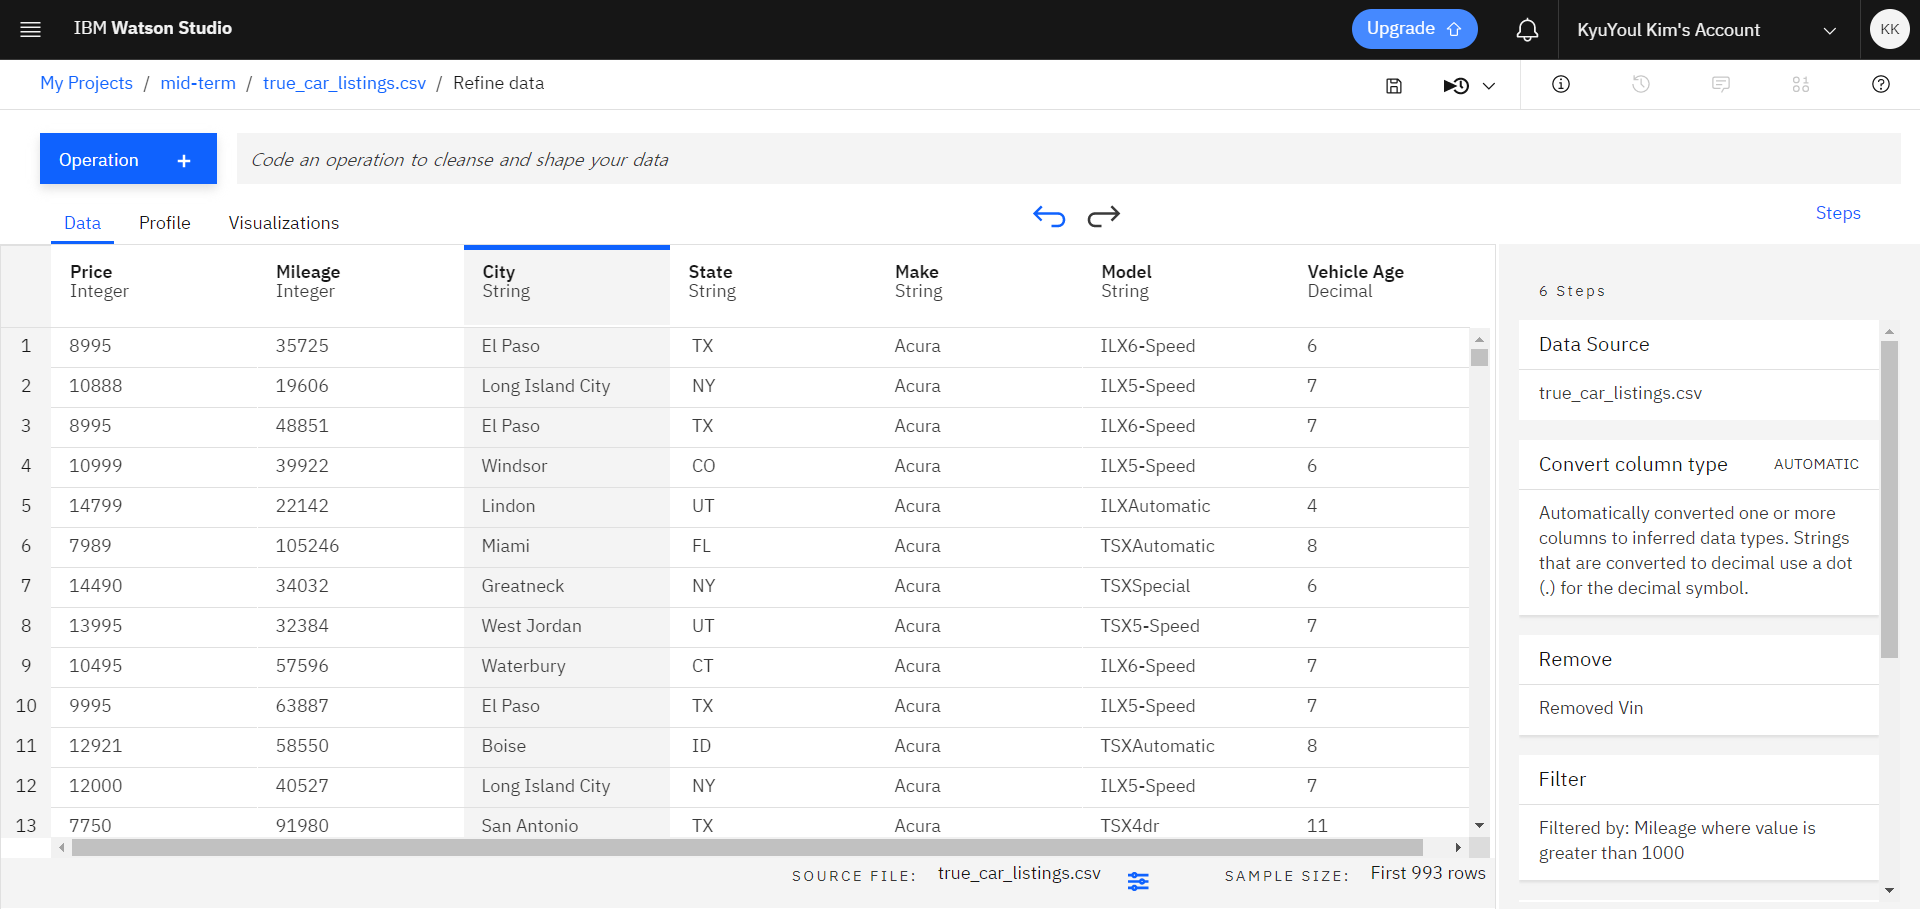 IBM Watson Studio
Upgrade
KyuYoul Kim's Account
KK
My Projects / mid-term / true_car_listings.csv / Refine data
Operation +
Code an operation to cleanse and shape your data
Data Profile Visualizations
Steps
Price Mileage City State Make Model Vehicle Age
Integer Integer String String String String Decimal
1 8995 35725 El Paso TX Acura ILX6-Speed 6
2 10888 19606 Long Island City NY Acura ILX5-Speed 7
3 8995 48851 El Paso TX Acura ILX6-Speed 7
4 10999 39922 Windsor CO Acura ILX5-Speed 6
5 14799 22142 Lindon UT Acura ILXAutomatic 4
6 7989 105246 Miami FL Acura TSXAutomatic 8
7 14490 34032 Greatneck NY Acura TSXSpecial 6
8 13995 32384 West Jordan UT Acura TSX5-Speed 7
9 10495 57596 Waterbury CT Acura ILX6-Speed 7
10 9995 63887 El Paso TX Acura ILX5-Speed 7
11 12921 58550 Boise ID Acura TSXAutomatic 8
12 12000 40527 Long Island City NY Acura ILX5-Speed 7
13 7750 91980 San Antonio TX Acura TSX4dr 11
SOURCE FILE: true_car_listings.csv SAMPLE SIZE: First 993 rows
6 Steps
Data Source
true_car_listings.csv
Convert column type AUTOMATIC
Automatically converted one or more
columns to inferred data types. Strings
that are converted to decimal use a dot
(.) for the decimal symbol.
Remove
Removed Vin
Filter
Filtered by: Mileage where value is
greater than 1000